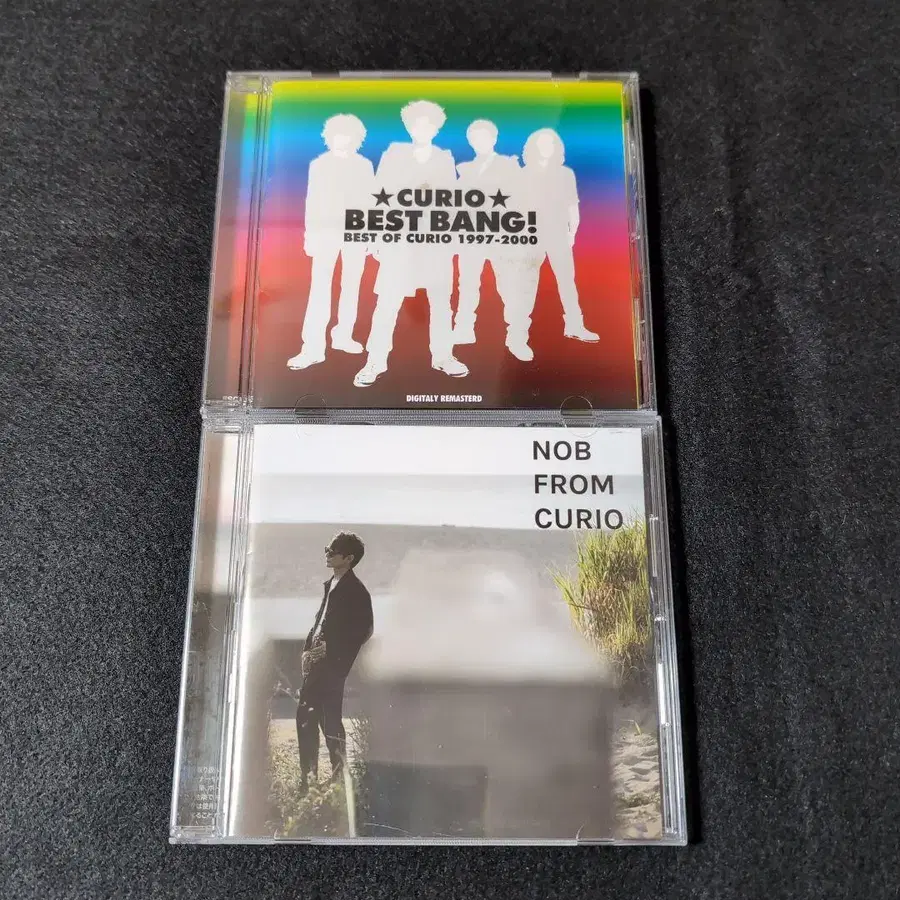 ★CURIO★
BEST BANG!
BEST OF CURIO 1997-2000
DIGITALY REMASTERD
NOB
FROM
CURIO